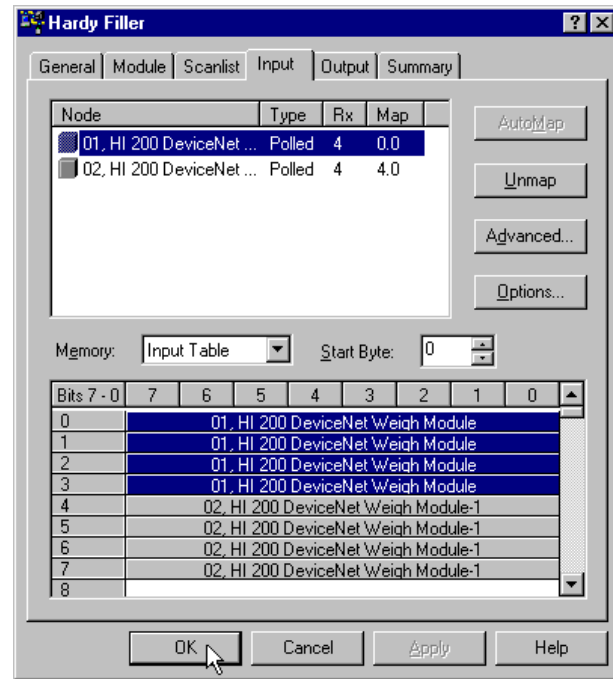 Hardy Filler
General Module Scanlist Input Output Summary
Node Type Rx Map
01, HI 200 DeviceNet ... Polled 4 0.0
02, HI 200 DeviceNet ... Polled 4 4.0
AutoMap
Unmap
Advanced...
Options...
Memory: Input Table Start Byte: 0
Bits 7 - 0 7 6 5 4 3 2 1 0
0 01, HI 200 DeviceNet Weigh Module
1 01, HI 200 DeviceNet Weigh Module
2 01, HI 200 DeviceNet Weigh Module
3 01, HI 200 DeviceNet Weigh Module
4 02, HI 200 DeviceNet Weigh Module-1
5 02, HI 200 DeviceNet Weigh Module-1
6 02, HI 200 DeviceNet Weigh Module-1
7 02, HI 200 DeviceNet Weigh Module-1
8
OK Cancel Apply Help